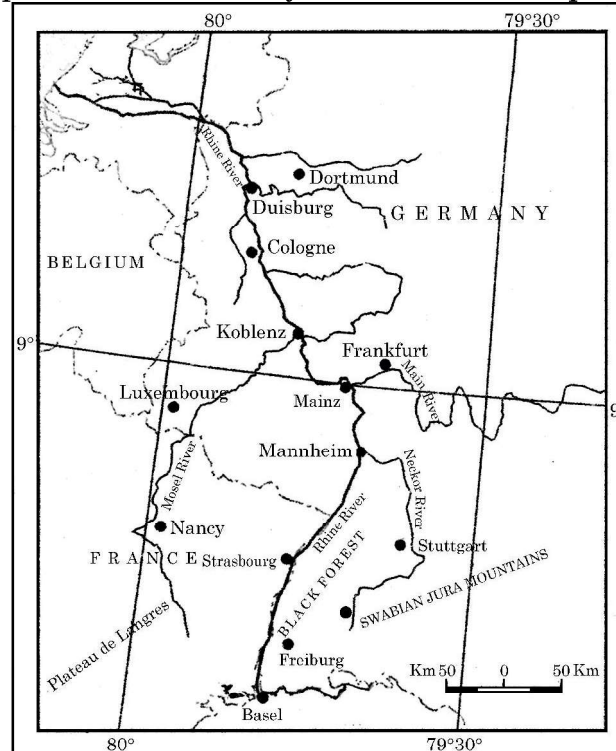 80°
79°30'
Rhine River
Dortmund
Duisburg
GERMANY
Cologne
BELGIUM
Koblenz
9°
Frankfurt
Main River
Luxembourg
Mainz
9
Mannheim
Mosel River
Neckor River
Nancy
Rhine River
FRANCE
Strasbourg
Stuttgart
BLACK FOREST
SWABIAN JURA MOUNTAINS
Plateau de Langres
Freiburg
Km 50 0 50 Km
Basel
80°
79°30'